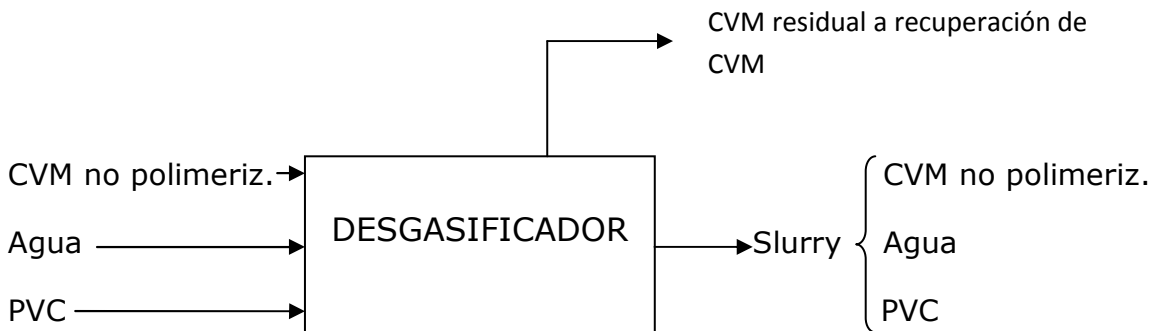 CVM residual a recuperación de
CVM
CVM no polimeriz.
Agua
PVC
DESGASIFICADOR
Slurry
CVM no polimeriz.
Agua
PVC